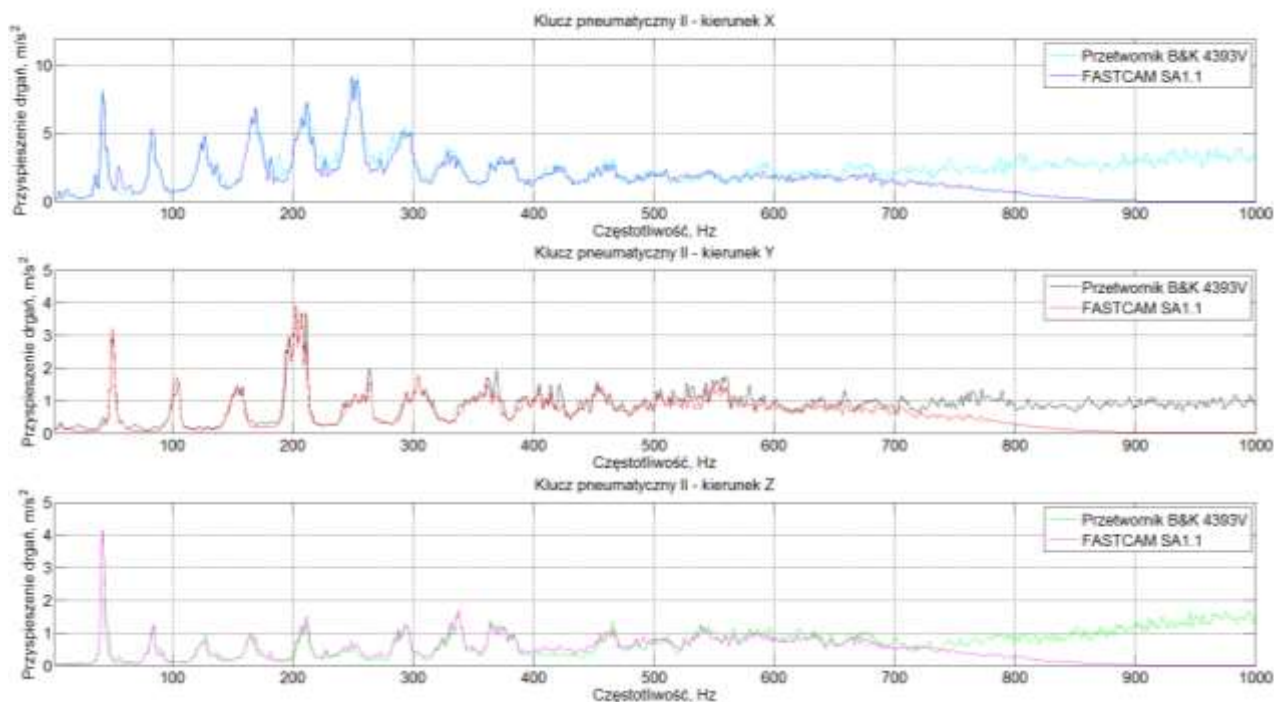 Klucz pneumatyczny II - kierunek X
Przyspieszenie drgań, m/s²
10
5
0
Przetwornik B&K 4393V
FASTCAM SA1.1
100 200 300 400 500 600 700 800 900 1000
Częstotliwość, Hz
Klucz pneumatyczny II - kierunek Y
Przyspieszenie drgań, m/s²
5
4
3
2
1
0
Przetwornik B&K 4393V
FASTCAM SA1.1
100 200 300 400 500 600 700 800 900 1000
Częstotliwość, Hz
Klucz pneumatyczny II - kierunek Z
Przyspieszenie drgań, m/s²
5
4
3
2
1
0
Przetwornik B&K 4393V
FASTCAM SA1.1
100 200 300 400 500 600 700 800 900 1000
Częstotliwość, Hz